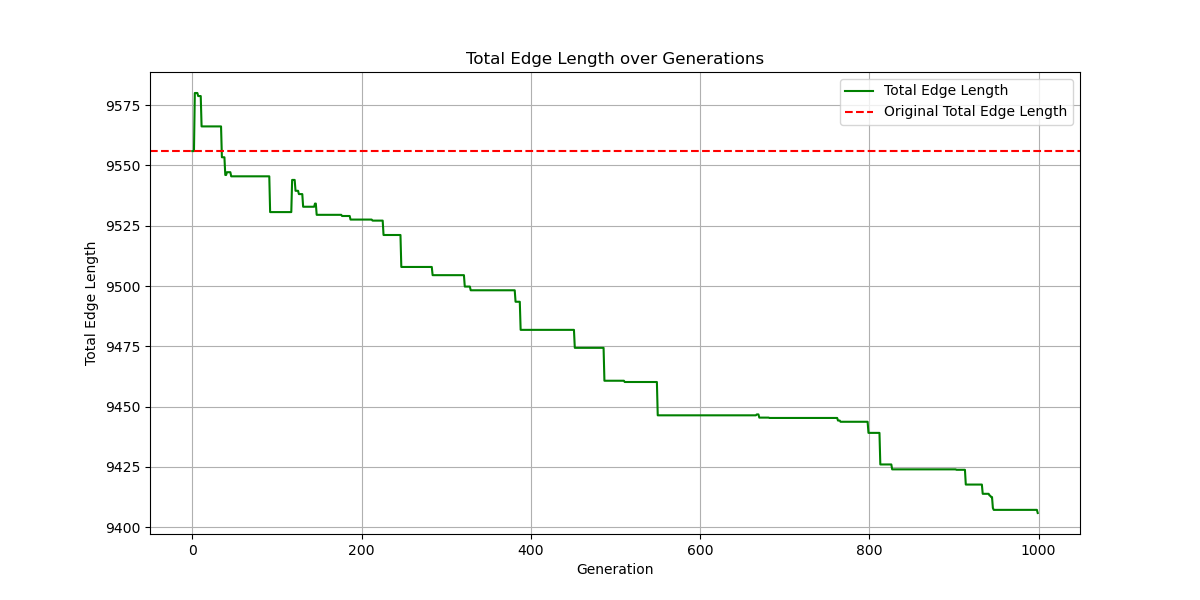 Total Edge Length over Generations
Total Edge Length
Original Total Edge Length
Total Edge Length
9575
9550
9525
9500
9475
9450
9425
9400
0 200 400 600 800 1000
Generation